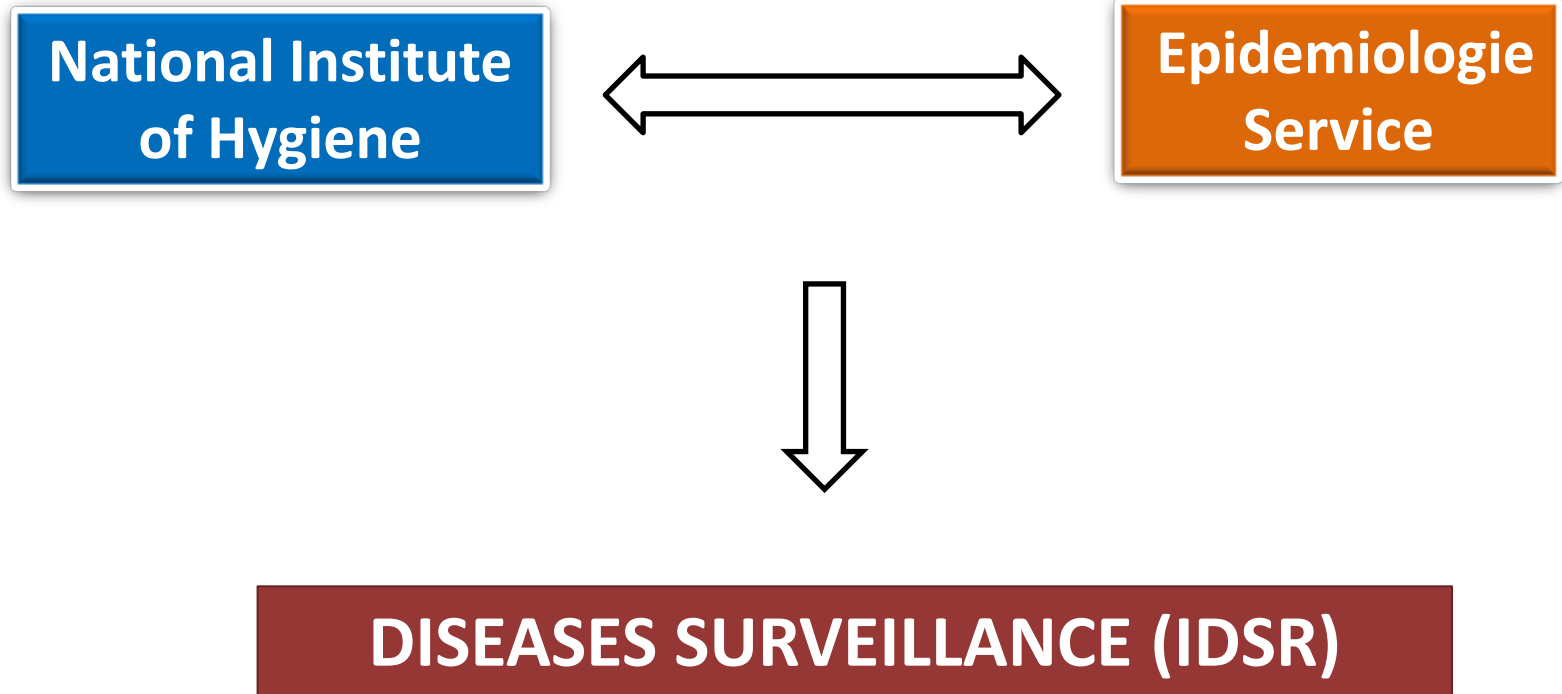 National Institute
of Hygiene
Epidemiologie
Service
DISEASES SURVEILLANCE (IDSR)